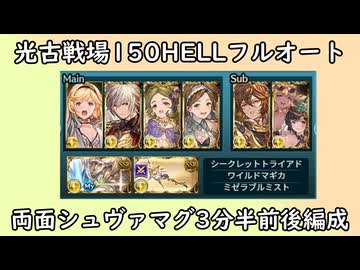 光古戦場150HELLフルオート
Main
Sub
My
シークレットトライアド
ワイルドマギカ
ミゼラブルミスト
両面シュヴァマグ3分半前後編成